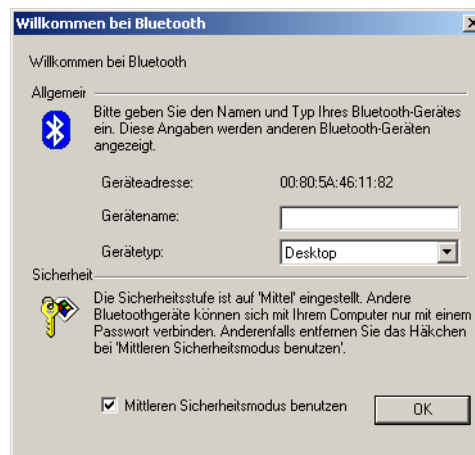 Willkommen bei Bluetooth
Willkommen bei Bluetooth
Allgemein
Bitte geben Sie den Namen und Typ Ihres Bluetooth-Gerätes
ein. Diese Angaben werden anderen Bluetooth-Geräten
angezeigt.
Geräteadresse: 00:80:5A:46:11:82
Gerätename:
Gerätetyp: Desktop
Sicherheit
Die Sicherheitsstufe ist auf 'Mittel' eingestellt. Andere
Bluetoothgeräte können sich mit Ihrem Computer nur mit einem
Passwort verbinden. Anderenfalls entfernen Sie das Häkchen
bei 'Mittleren Sicherheitsmodus benutzen'.
Mittleren Sicherheitsmodus benutzen OK